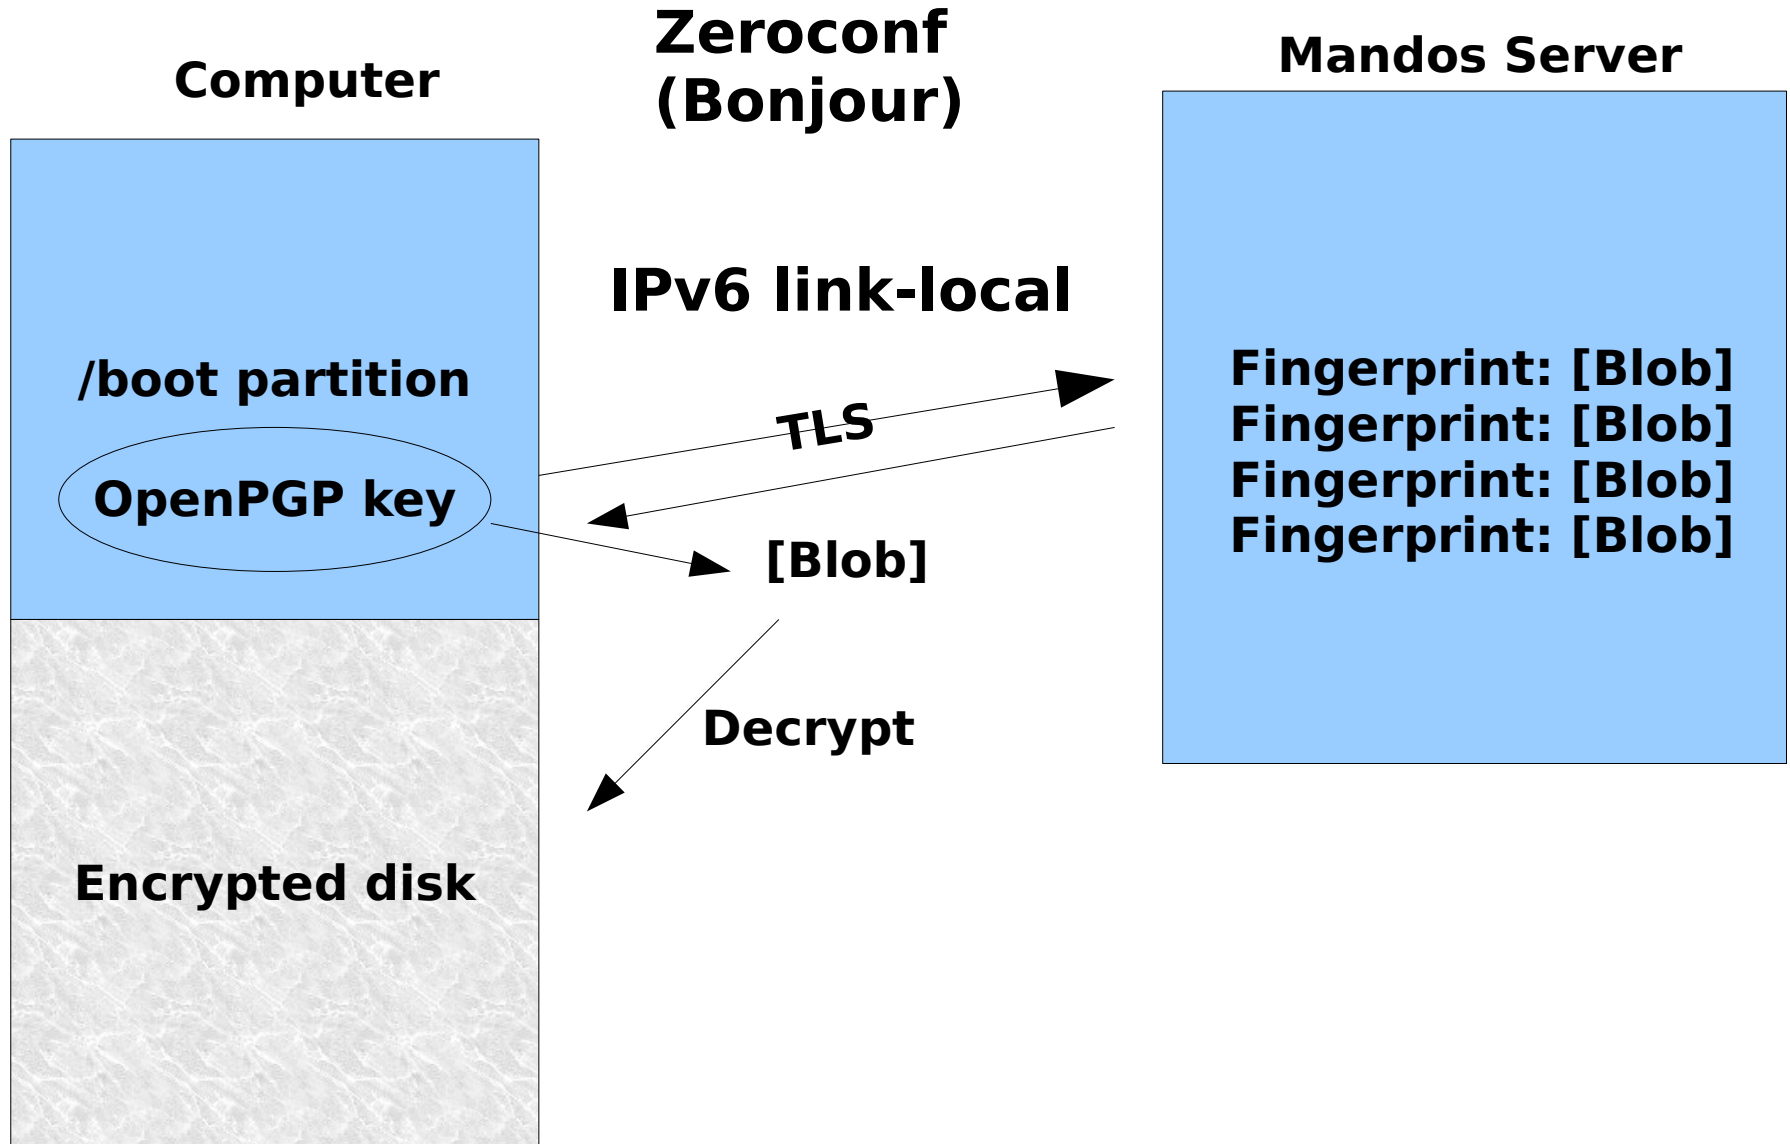 Zeroconf
(Bonjour)
Computer
Mandos Server
IPv6 link-local
/boot partition
OpenPGP key
TLS
[Blob]
Fingerprint: [Blob]
Fingerprint: [Blob]
Fingerprint: [Blob]
Fingerprint: [Blob]
Decrypt
Encrypted disk